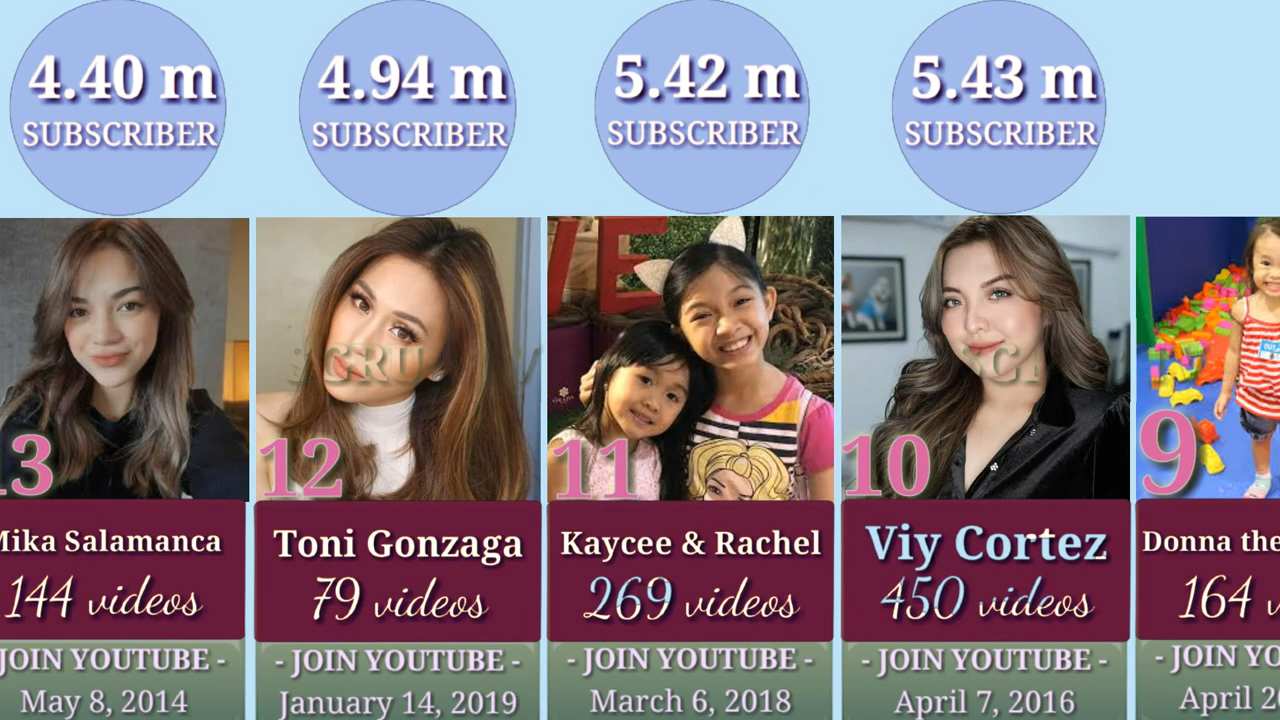 4.40 m
SUBSCRIBER
3
Mika Salamanca
144 videos
JOIN YOUTUBE -
May 8, 2014
4.94 m
SUBSCRIBER
12
Toni Gonzaga
79 videos
- JOIN YOUTUBE -
January 14, 2019
5.42 m
SUBSCRIBER
11
Kaycee & Rachel
269 videos
- JOIN YOUTUBE -
March 6, 2018
5.43 m
SUBSCRIBER
10
Viy Cortez
450 videos
- JOIN YOUTUBE -
April 7, 2016
9
Donna the
164
- JOIN YO
April 2